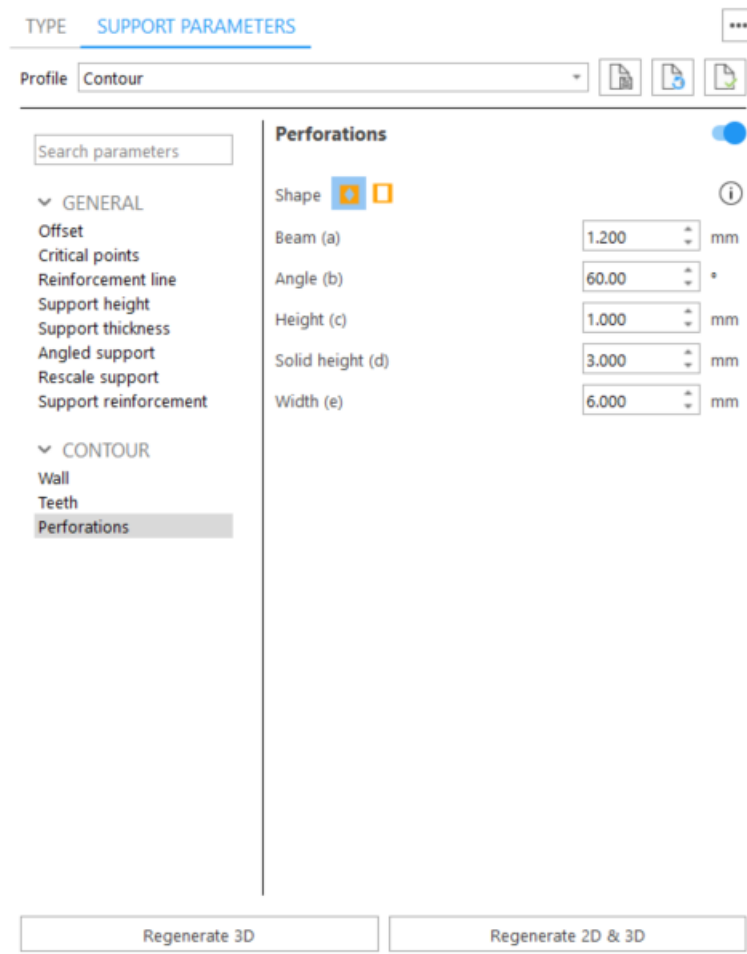 TYPE SUPPORT PARAMETERS
Profile Contour
Search parameters
GENERAL
Offset
Critical points
Reinforcement line
Support height
Support thickness
Angled support
Rescale support
Support reinforcement
CONTOUR
Wall
Teeth
Perforations
Perforations
Shape
Beam (a) 1.200 mm
Angle (b) 60.00 °
Height (c) 1.000 mm
Solid height (d) 3.000 mm
Width (e) 6.000 mm
Regenerate 3D Regenerate 2D & 3D